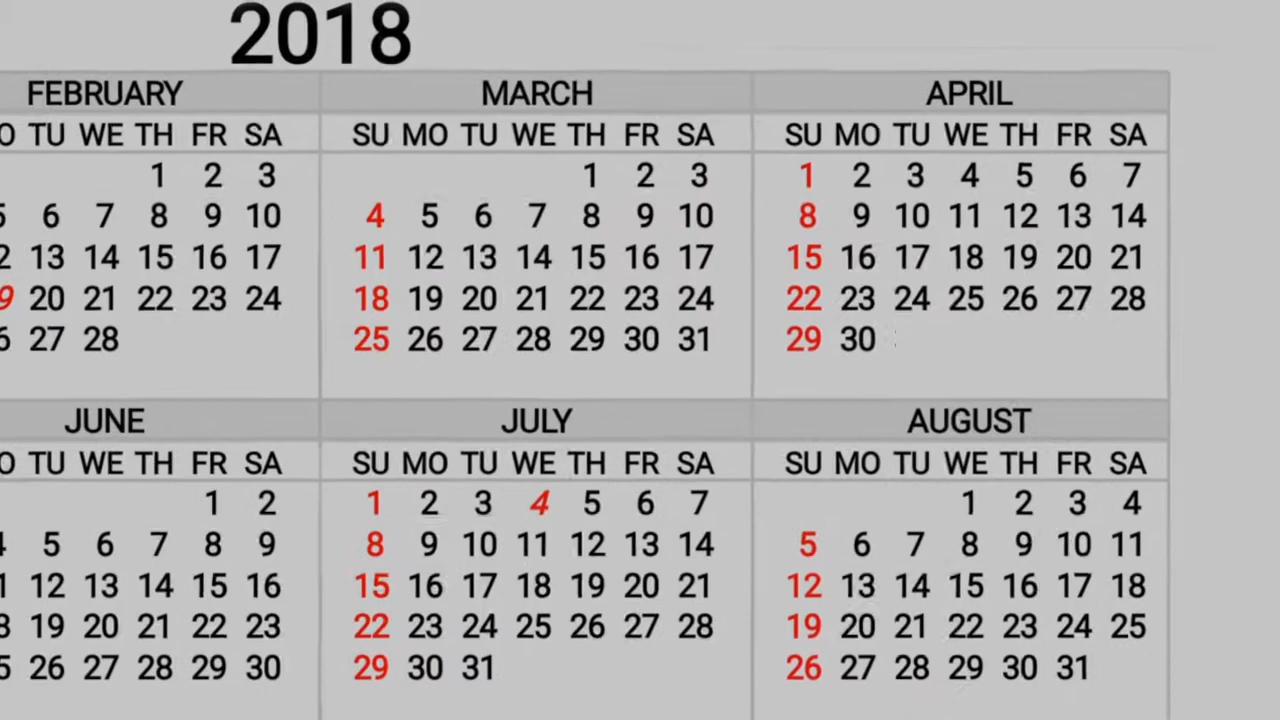 2018
FEBRUARY MARCH APRIL
TU WE TH FR SA SU MO TU WE TH FR SA SU MO TU WE TH FR SA
1 2 3 1 2 3 1 2 3 4 5 6 7
6 7 8 9 10 4 5 6 7 8 9 10 8 9 10 11 12 13 14
13 14 15 16 17 11 12 13 14 15 16 17 15 16 17 18 19 20 21
20 21 22 23 24 18 19 20 21 22 23 24 22 23 24 25 26 27 28
27 28 25 26 27 28 29 30 31 29 30
JUNE JULY AUGUST
TU WE TH FR SA SU MO TU WE TH FR SA SU MO TU WE TH FR SA
1 2 1 2 3 4 5 6 7 1 2 3 4
5 6 7 8 9 8 9 10 11 12 13 14 5 6 7 8 9 10 11
12 13 14 15 16 15 16 17 18 19 20 21 12 13 14 15 16 17 18
19 20 21 22 23 22 23 24 25 26 27 28 19 20 21 22 23 24 25
26 27 28 29 30 29 30 31 26 27 28 29 30 31